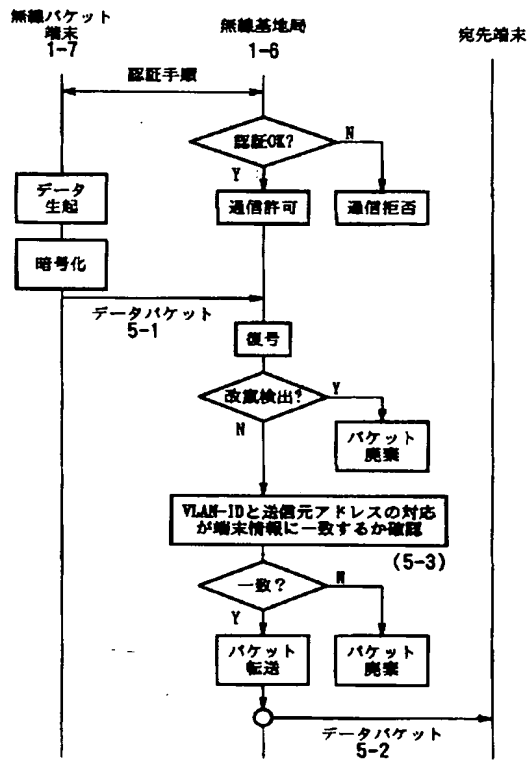 無線パケット
端末
1-7
無線基地局
1-6
宛先端末
認証手順
認証OK?
N
Y
データ
生起
通信許可
通信拒否
暗号化
データパケット
5-1
復号
改竄検出?
Y
N
パケット
廃棄
VLAN-IDと送信元アドレスの対応
が端末情報に一致するか確認
(5-3)
一致?
N
Y
パケット
転送
パケット
廃棄
データパケット
5-2